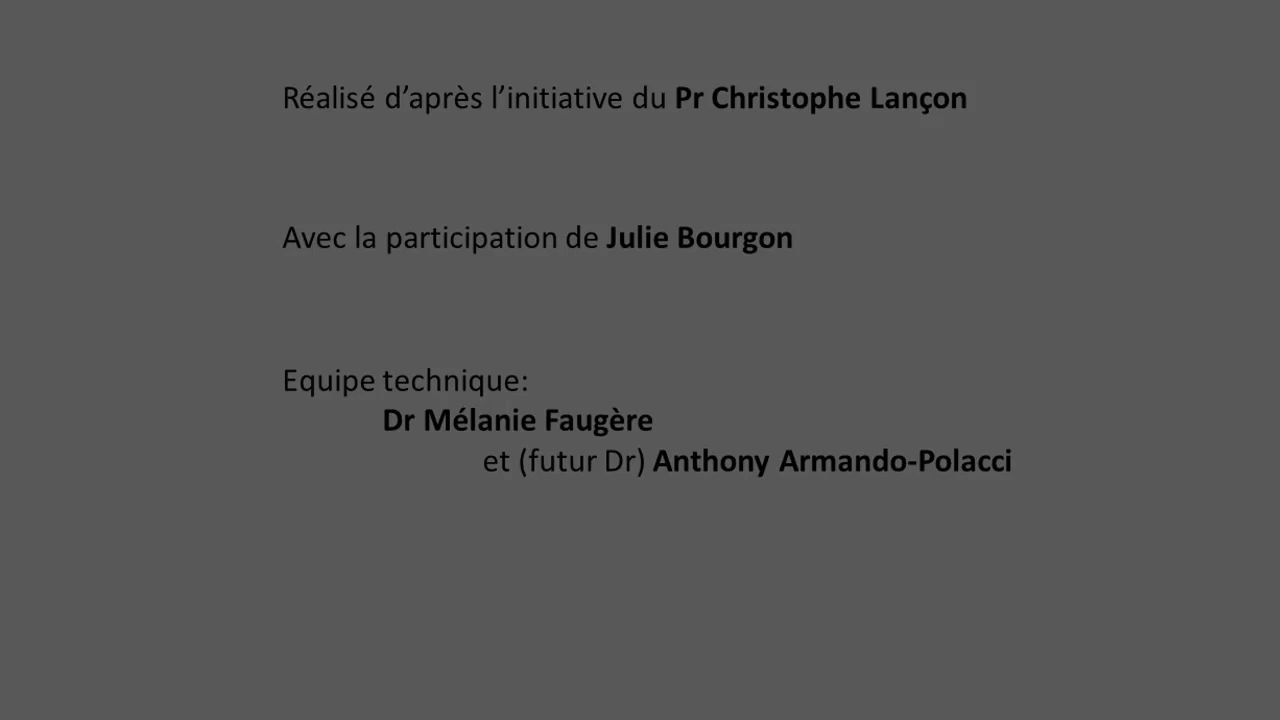 Réalisé d’après l’initiative du Pr Christophe Lançon
Avec la participation de Julie Bourgon
Equipe technique:
Dr Mélanie Faugère
et (futur Dr) Anthony Armando-Polacci